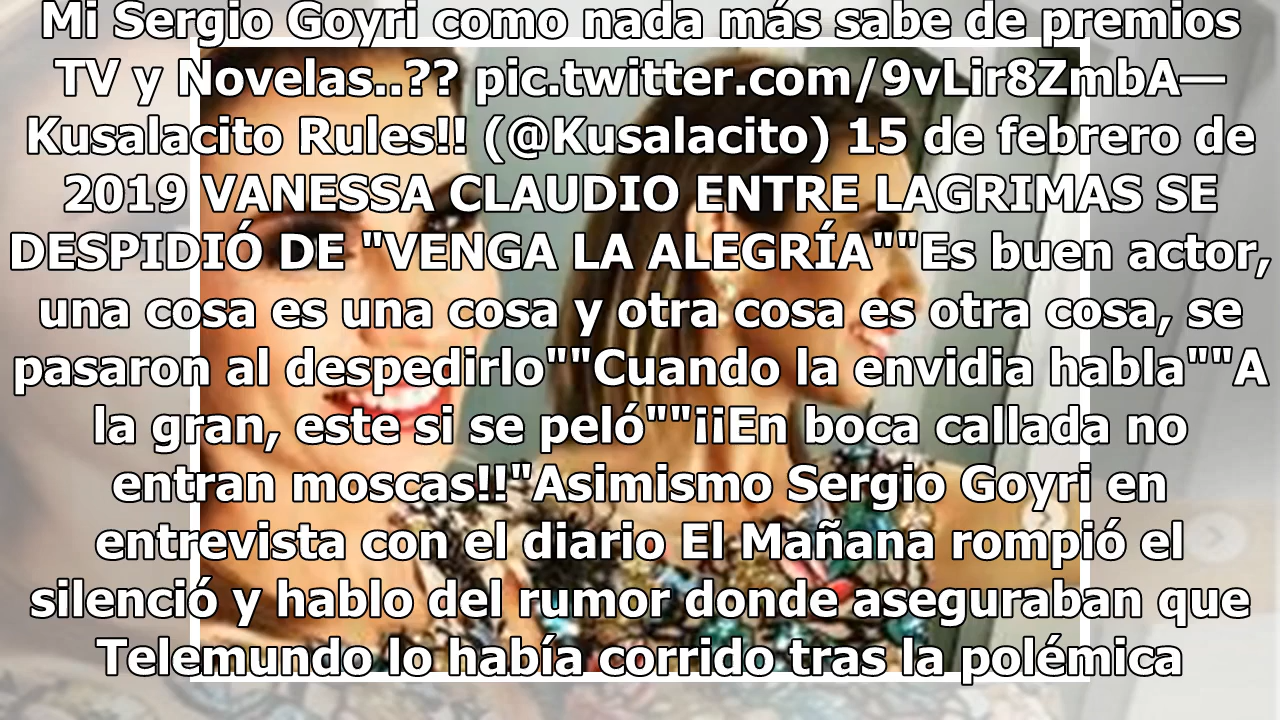 Mi Sergio Goyri como nada más sabe de premios
TV y Novelas..?? pic.twitter.com/9vLir8ZmbA—
Kusalacito Rules!! (@Kusalacito) 15 de febrero de
2019 VANESSA CLAUDIO ENTRE LAGRIMAS SE
DESPIDIÓ DE "VENGA LA ALEGRÍA""Es buen actor,
una cosa es una cosa y otra cosa es otra cosa, se
pasaron al despedirlo""Cuando la envidia habla""A
la gran, este si se peló""¡¡En boca callada no
entran moscas!!"Asimismo Sergio Goyri en
entrevista con el diario El Mañana rompió el
silenció y hablo del rumor donde aseguraban que
Telemundo lo había corrido tras la polémica